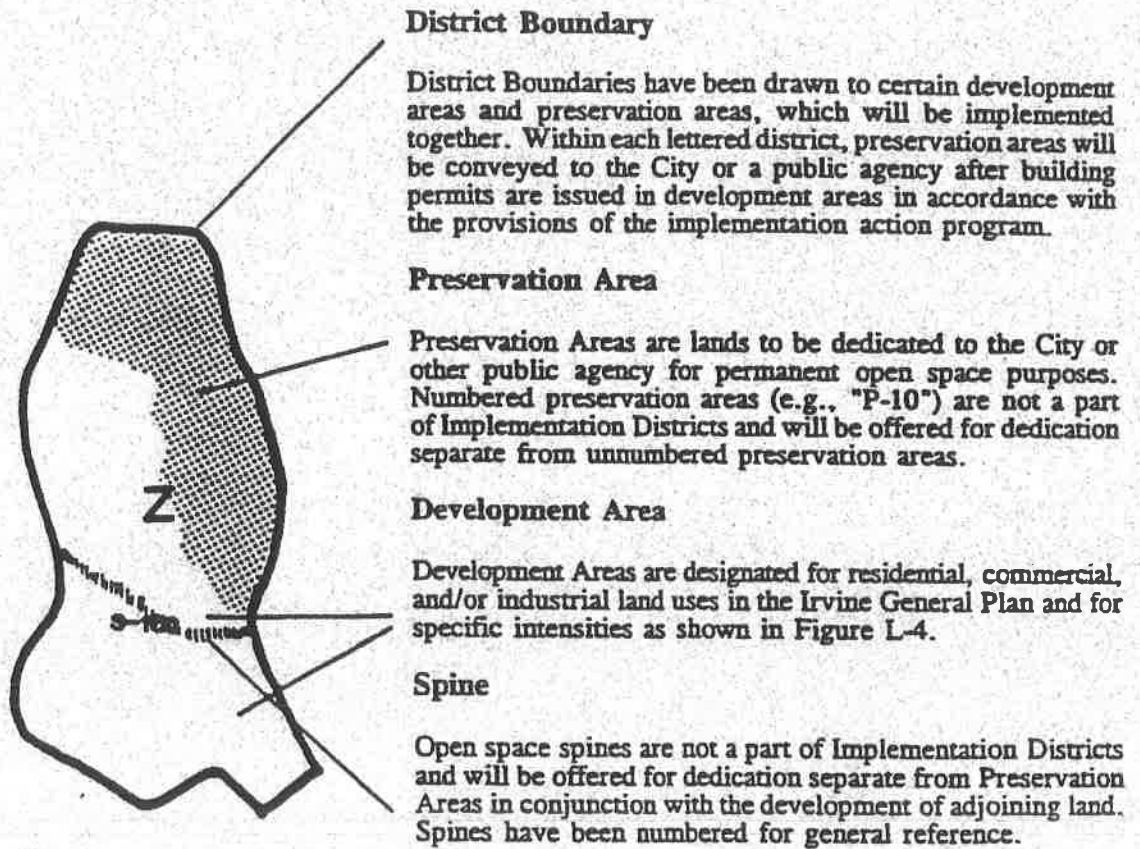 District Boundary
District Boundaries have been drawn to certain development
areas and preservation areas, which will be implemented
together. Within each lettered district, preservation areas will
be conveyed to the City or a public agency after building
permits are issued in development areas in accordance with
the provisions of the implementation action program.
Preservation Area
Preservation Areas are lands to be dedicated to the City or
other public agency for permanent open space purposes.
Numbered preservation areas (e.g., "P-10") are not a part
of Implementation Districts and will be offered for dedication
separate from unnumbered preservation areas.
Z
Development Area
Development Areas are designated for residential, commercial,
and/or industrial land uses in the Irvine General Plan and for
specific intensities as shown in Figure L-4.
Spine
Open space spines are not a part of Implementation Districts
and will be offered for dedication separate from Preservation
Areas in conjunction with the development of adjoining land.
Spines have been numbered for general reference.